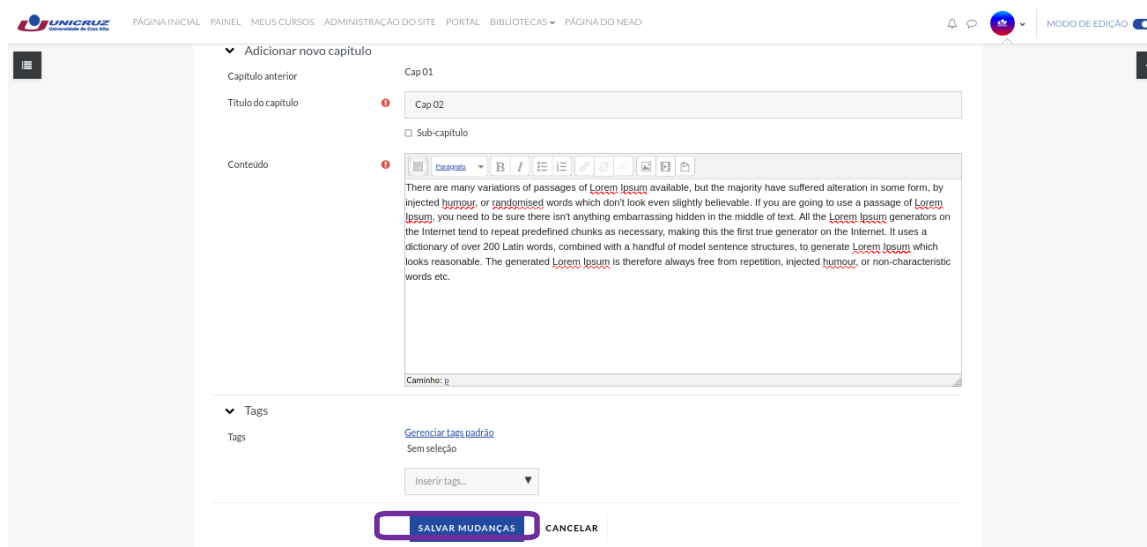 UNICRUZ
Universidade de Cruz Alta
PÁGINA INICIAL PAINEL MEUS CURSOS ADMINISTRAÇÃO DO SITE PORTAL BIBLIOTECAS PÁGINA DO NEAD
MODO DE EDIÇÃO
Adicionar novo capítulo
Capítulo anterior Cap 01
Título do capítulo Cap 02
Sub-capítulo
Conteúdo
Parágrafo B I
There are many variations of passages of Lorem Ipsum available, but the majority have suffered alteration in some form, by
injected humour, or randomised words which don't look even slightly believable. If you are going to use a passage of Lorem
Ipsum, you need to be sure there isn't anything embarrassing hidden in the middle of text. All the Lorem Ipsum generators on
the Internet tend to repeat predefined chunks as necessary, making this the first true generator on the Internet. It uses a
dictionary of over 200 Latin words, combined with a handful of model sentence structures, to generate Lorem Ipsum which
looks reasonable. The generated Lorem Ipsum is therefore always free from repetition, injected humour, or non-characteristic
words etc.
Caminho: p
Tags
Tags Gerenciar tags padrão
Sem seleção
Inserir tags...
SALVAR MUDANÇAS CANCELAR